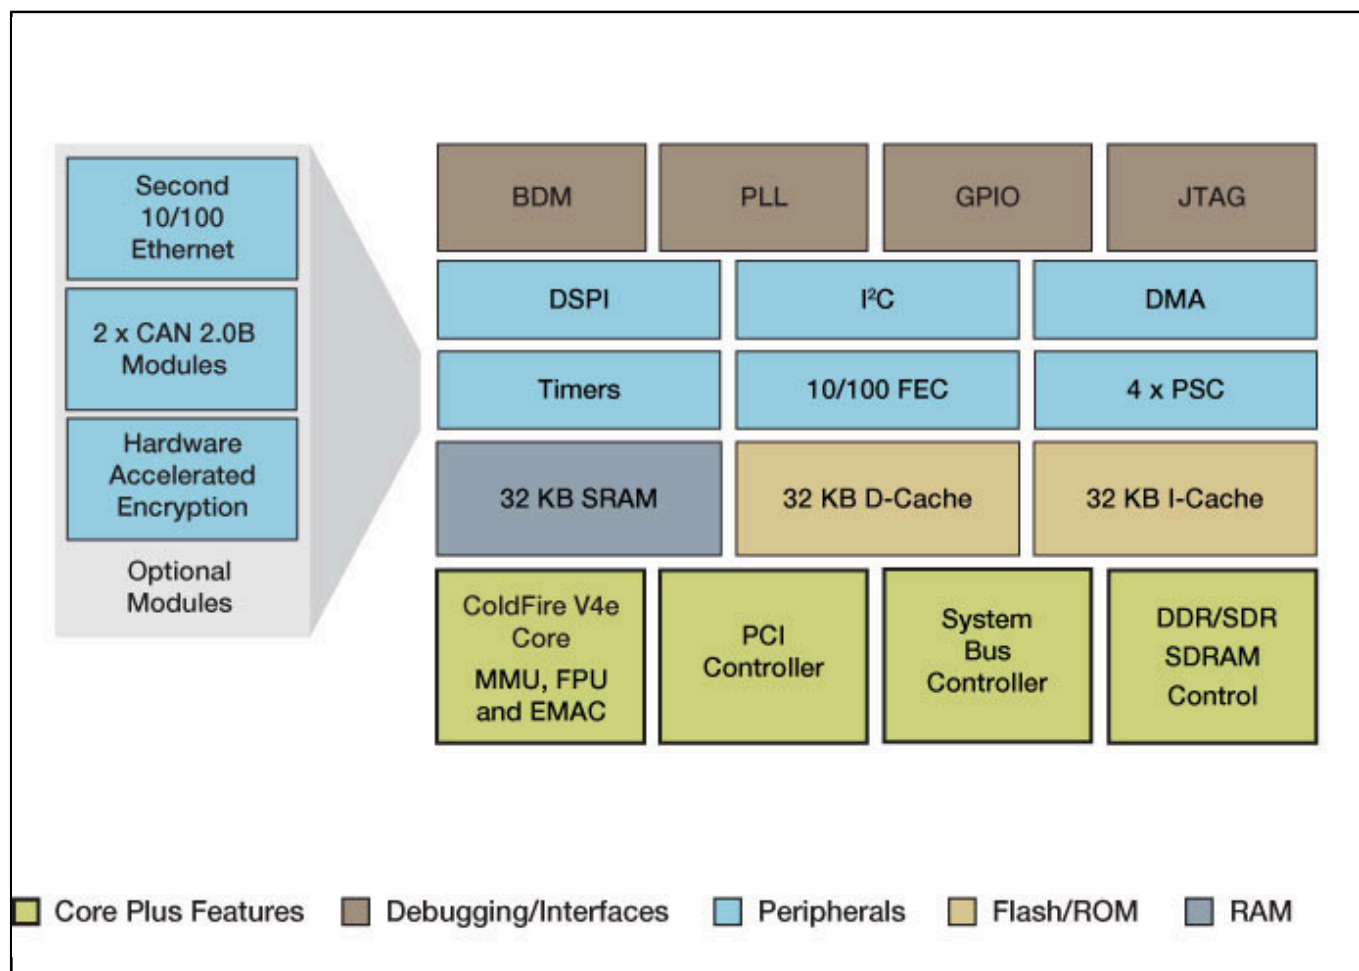 Second
10/100
Ethernet
2 x CAN 2.0B
Modules
Hardware
Accelerated
Encryption
Optional
Modules
BDM
PLL
GPIO
JTAG
DSPI
I²C
DMA
Timers
10/100 FEC
4 x PSC
32 KB SRAM
32 KB D-Cache
32 KB I-Cache
ColdFire V4e
Core
MMU, FPU
and EMAC
PCI
Controller
System
Bus
Controller
DDR/SDR
SDRAM
Control
Core Plus Features
Debugging/Interfaces
Peripherals
Flash/ROM
RAM